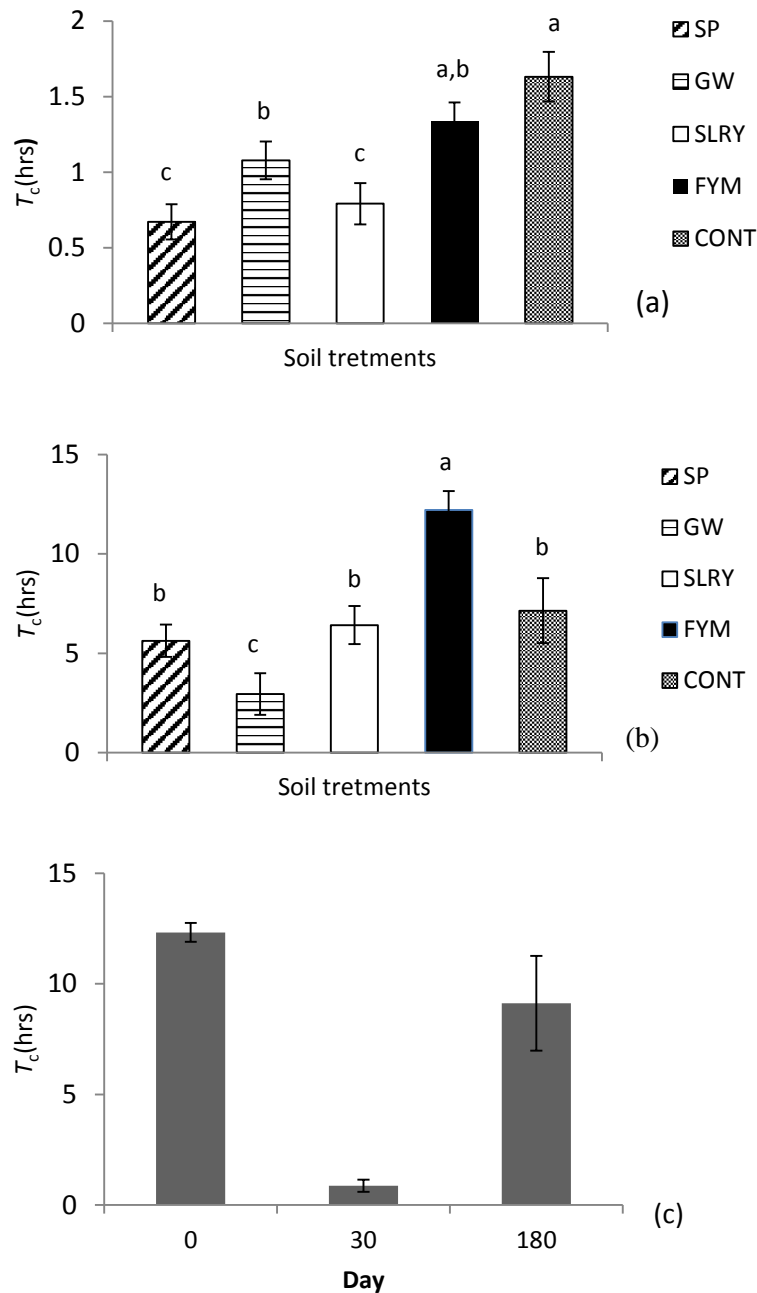 2
1.5
1
0.5
0
Tc(hrs)
c
b
c
a,b
a
Soil tretments
SP
GW
SLRY
FYM
CONT
(a)
15
10
5
0
Tc(hrs)
b
c
b
a
b
Soil tretments
SP
GW
SLRY
FYM
CONT
(b)
15
10
5
0
Tc(hrs)
0 30 180
Day
(c)